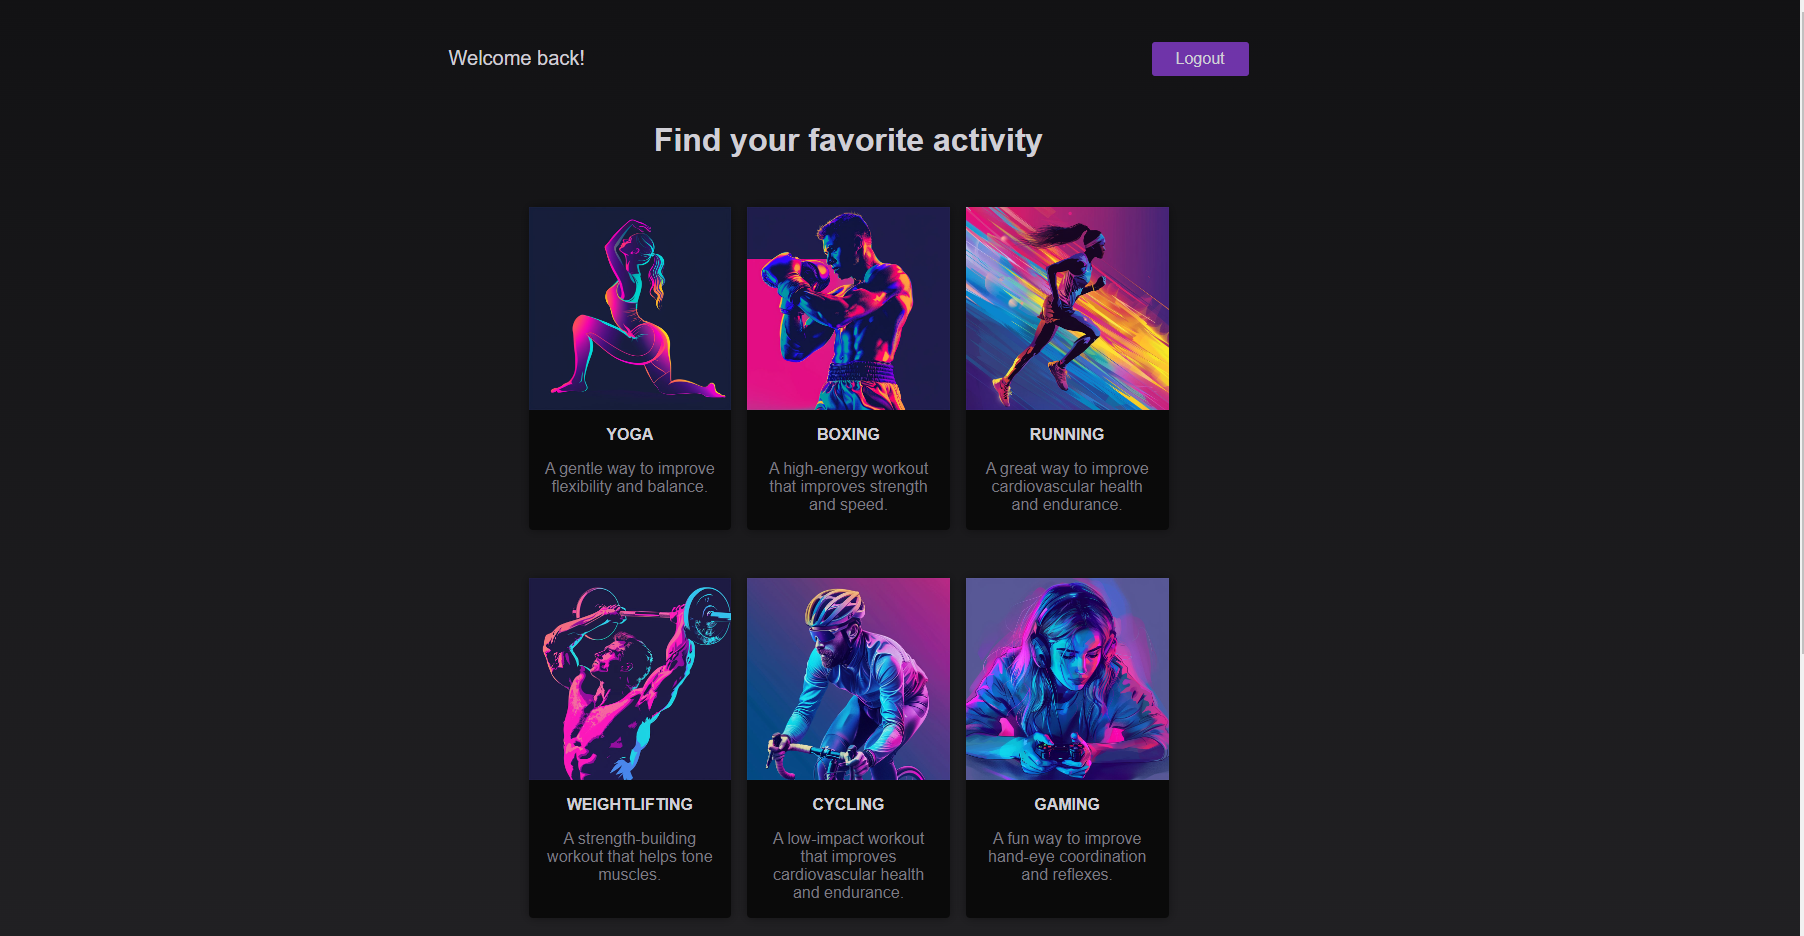 Welcome back!
Logout
Find your favorite activity
YOGA
A gentle way to improve
flexibility and balance.
BOXING
A high-energy workout
that improves strength
and speed.
RUNNING
A great way to improve
cardiovascular health
and endurance.
WEIGHTLIFTING
A strength-building
workout that helps tone
muscles.
CYCLING
A low-impact workout
that improves
cardiovascular health
and endurance.
GAMING
A fun way to improve
hand-eye coordination
and reflexes.